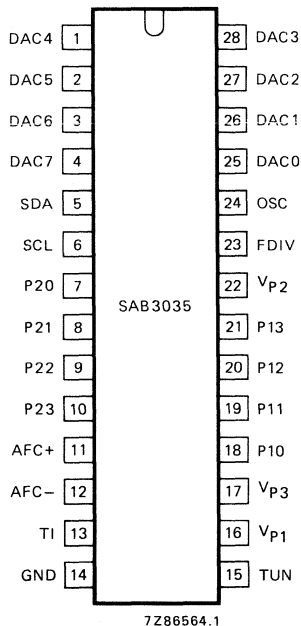 DAC4 1 28 DAC3
DAC5 2 27 DAC2
DAC6 3 26 DAC1
DAC7 4 25 DAC0
SDA 5 24 OSC
SCL 6 23 FDIV
P20 7 22 VP2
SAB3035
P21 8 21 P13
P22 9 20 P12
P23 10 19 P11
AFC+ 11 18 P10
AFC− 12 17 VP3
TI 13 16 VP1
GND 14 15 TUN
7Z86564.1